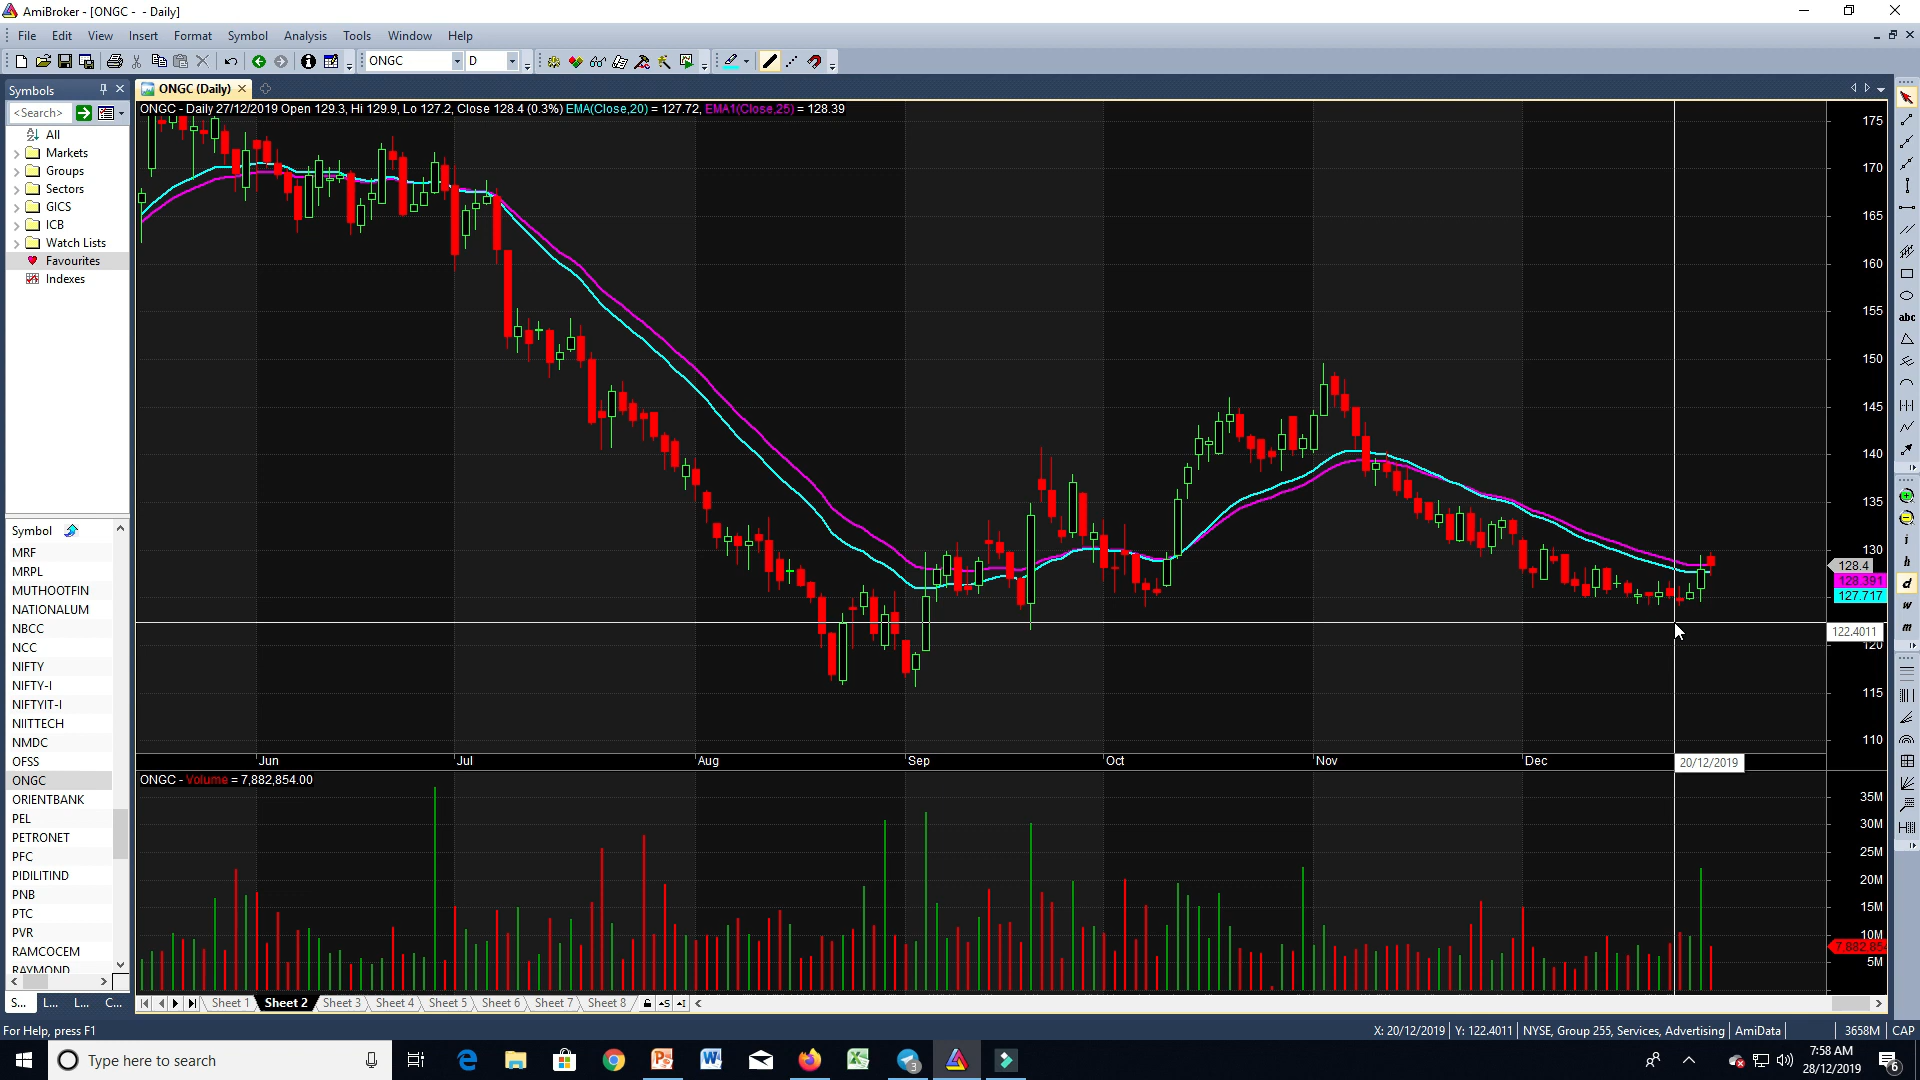 AmiBroker - [ONGC -  - Daily]
File Edit View Insert Format Symbol Analysis Tools Window Help
ONGC D
Symbols
ONGC (Daily)
<Search>
ONGC - Daily 27/12/2019 Open 129.3, Hi 129.9, Lo 127.2, Close 128.4 (0.3%) EMA(Close,20) = 127.72, EMA1(Close,25) = 128.39
All
Markets
Groups
Sectors
GICS
ICB
Watch Lists
Favourites
Indexes
175
170
165
160
155
150
145
140
135
130
128.4
128.391
127.717
122.4011
120
115
110
abc
i
h
d
w
m
Symbol
MRF
MRPL
MUTHOOTFIN
NATIONALUM
NBCC
NCC
NIFTY
NIFTY-I
NIFTYIT-I
NIITTECH
NMDC
OFSS
ONGC
ORIENTBANK
PEL
PETRONET
PFC
PIDILITIND
PNB
PTC
PVR
RAMCOCEM
RAYMOND
Jun Jul Aug Sep Oct Nov Dec 20/12/2019
ONGC - Volume = 7,882,854.00
35M
30M
25M
20M
15M
10M
7,882,854
5M
S... L... L... C...
Sheet 1 Sheet 2 Sheet 3 Sheet 4 Sheet 5 Sheet 6 Sheet 7 Sheet 8
For Help, press F1
X: 20/12/2019 Y: 122.4011 NYSE, Group 255, Services, Advertising AmiData 3658M CAP
Type here to search
3
7:58 AM
28/12/2019
6